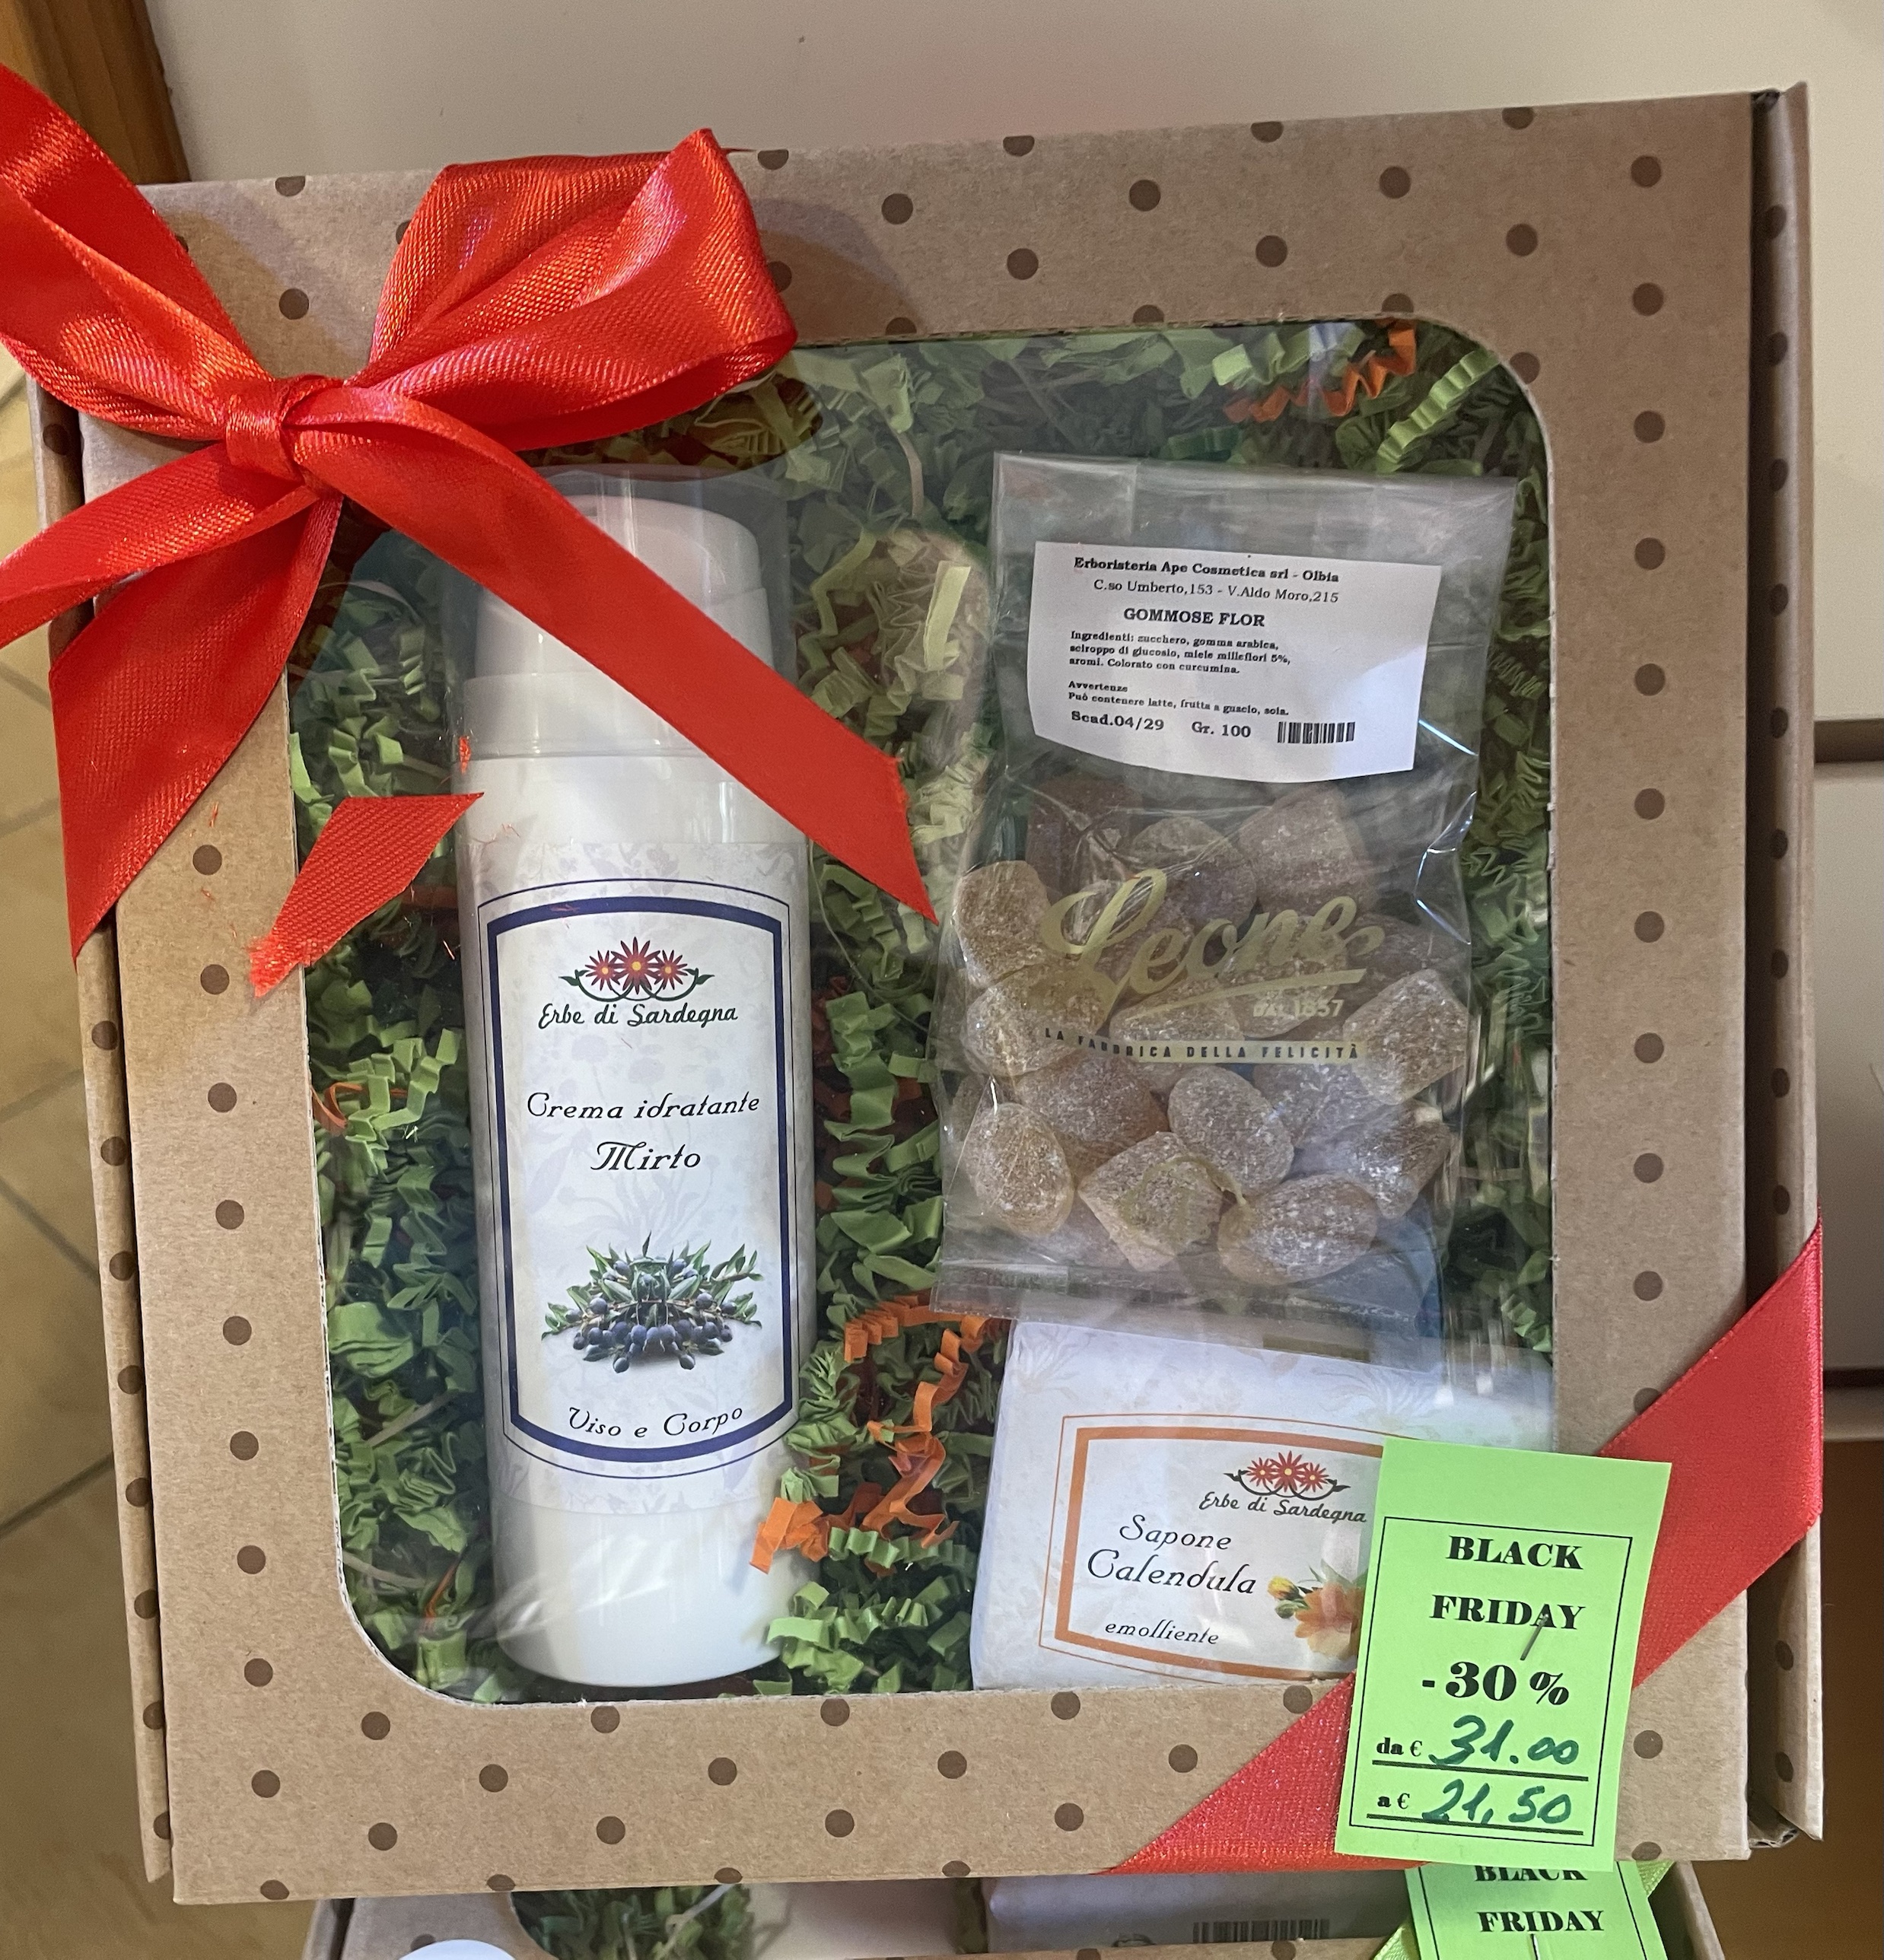 Erboristeria Ape Cosmetica srl - Olbia
C.so Umberto,153 - V.Aldo Moro,215
GOMMOSE FLOR
Ingredienti: zucchero, gomma arabica,
sciroppo di glucosio, miele millefiori 5%,
aromi. Colorato con curcumina.
Avvertenze
Può contenere latte, frutta a guscio, soia.
Scad.04/29 Gr. 100
Leone
DAL 1857
LA FABBRICA DELLA FELICITÀ
Erbe di Sardegna
Crema idratante
Mirto
Viso e Corpo
Erbe di Sardegna
Sapone
Calendula
emolliente
BLACK
FRIDAY
-30%
da € 31.00
a € 21,50
BLACK
FRIDAY